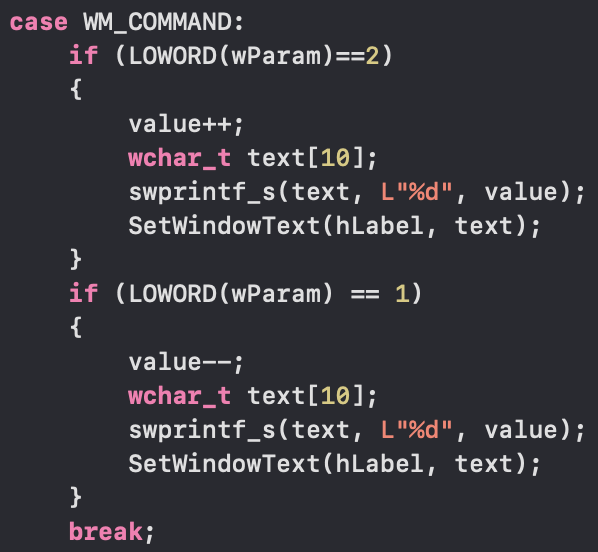 case WM_COMMAND:
    if (LOWORD(wParam)==2)
    {
        value++;
        wchar_t text[10];
        swprintf_s(text, L"%d", value);
        SetWindowText(hLabel, text);
    }
    if (LOWORD(wParam) == 1)
    {
        value--;
        wchar_t text[10];
        swprintf_s(text, L"%d", value);
        SetWindowText(hLabel, text);
    }
    break;